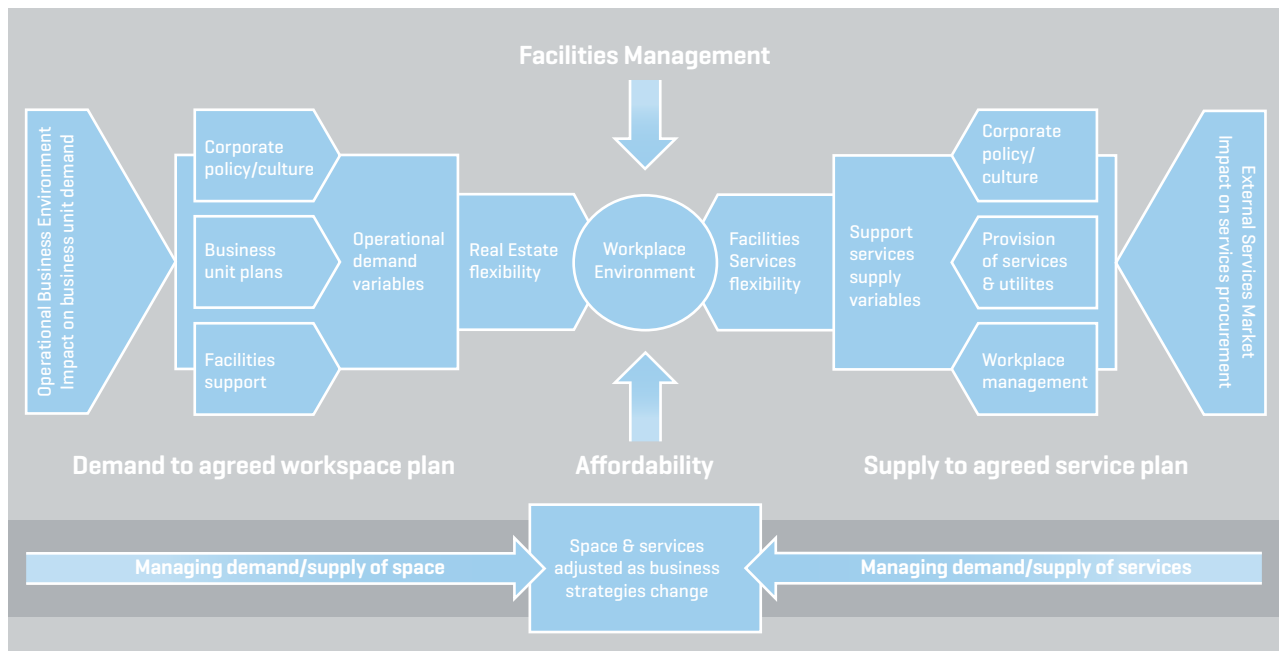 Facilities Management
Operational Business Environment
Impact on business unit demand
Corporate
policy/culture
Business
unit plans
Facilities
support
Operational
demand
variables
Real Estate
flexibility
Workplace
Environment
Facilities
Services
flexibility
Support
services
supply
variables
Corporate
policy/
culture
Provision
of services
& utilites
Workplace
management
External Services Market
Impact on services procurement
Demand to agreed workspace plan
Affordability
Supply to agreed service plan
Managing demand/supply of space
Space & services
adjusted as business
strategies change
Managing demand/supply of services